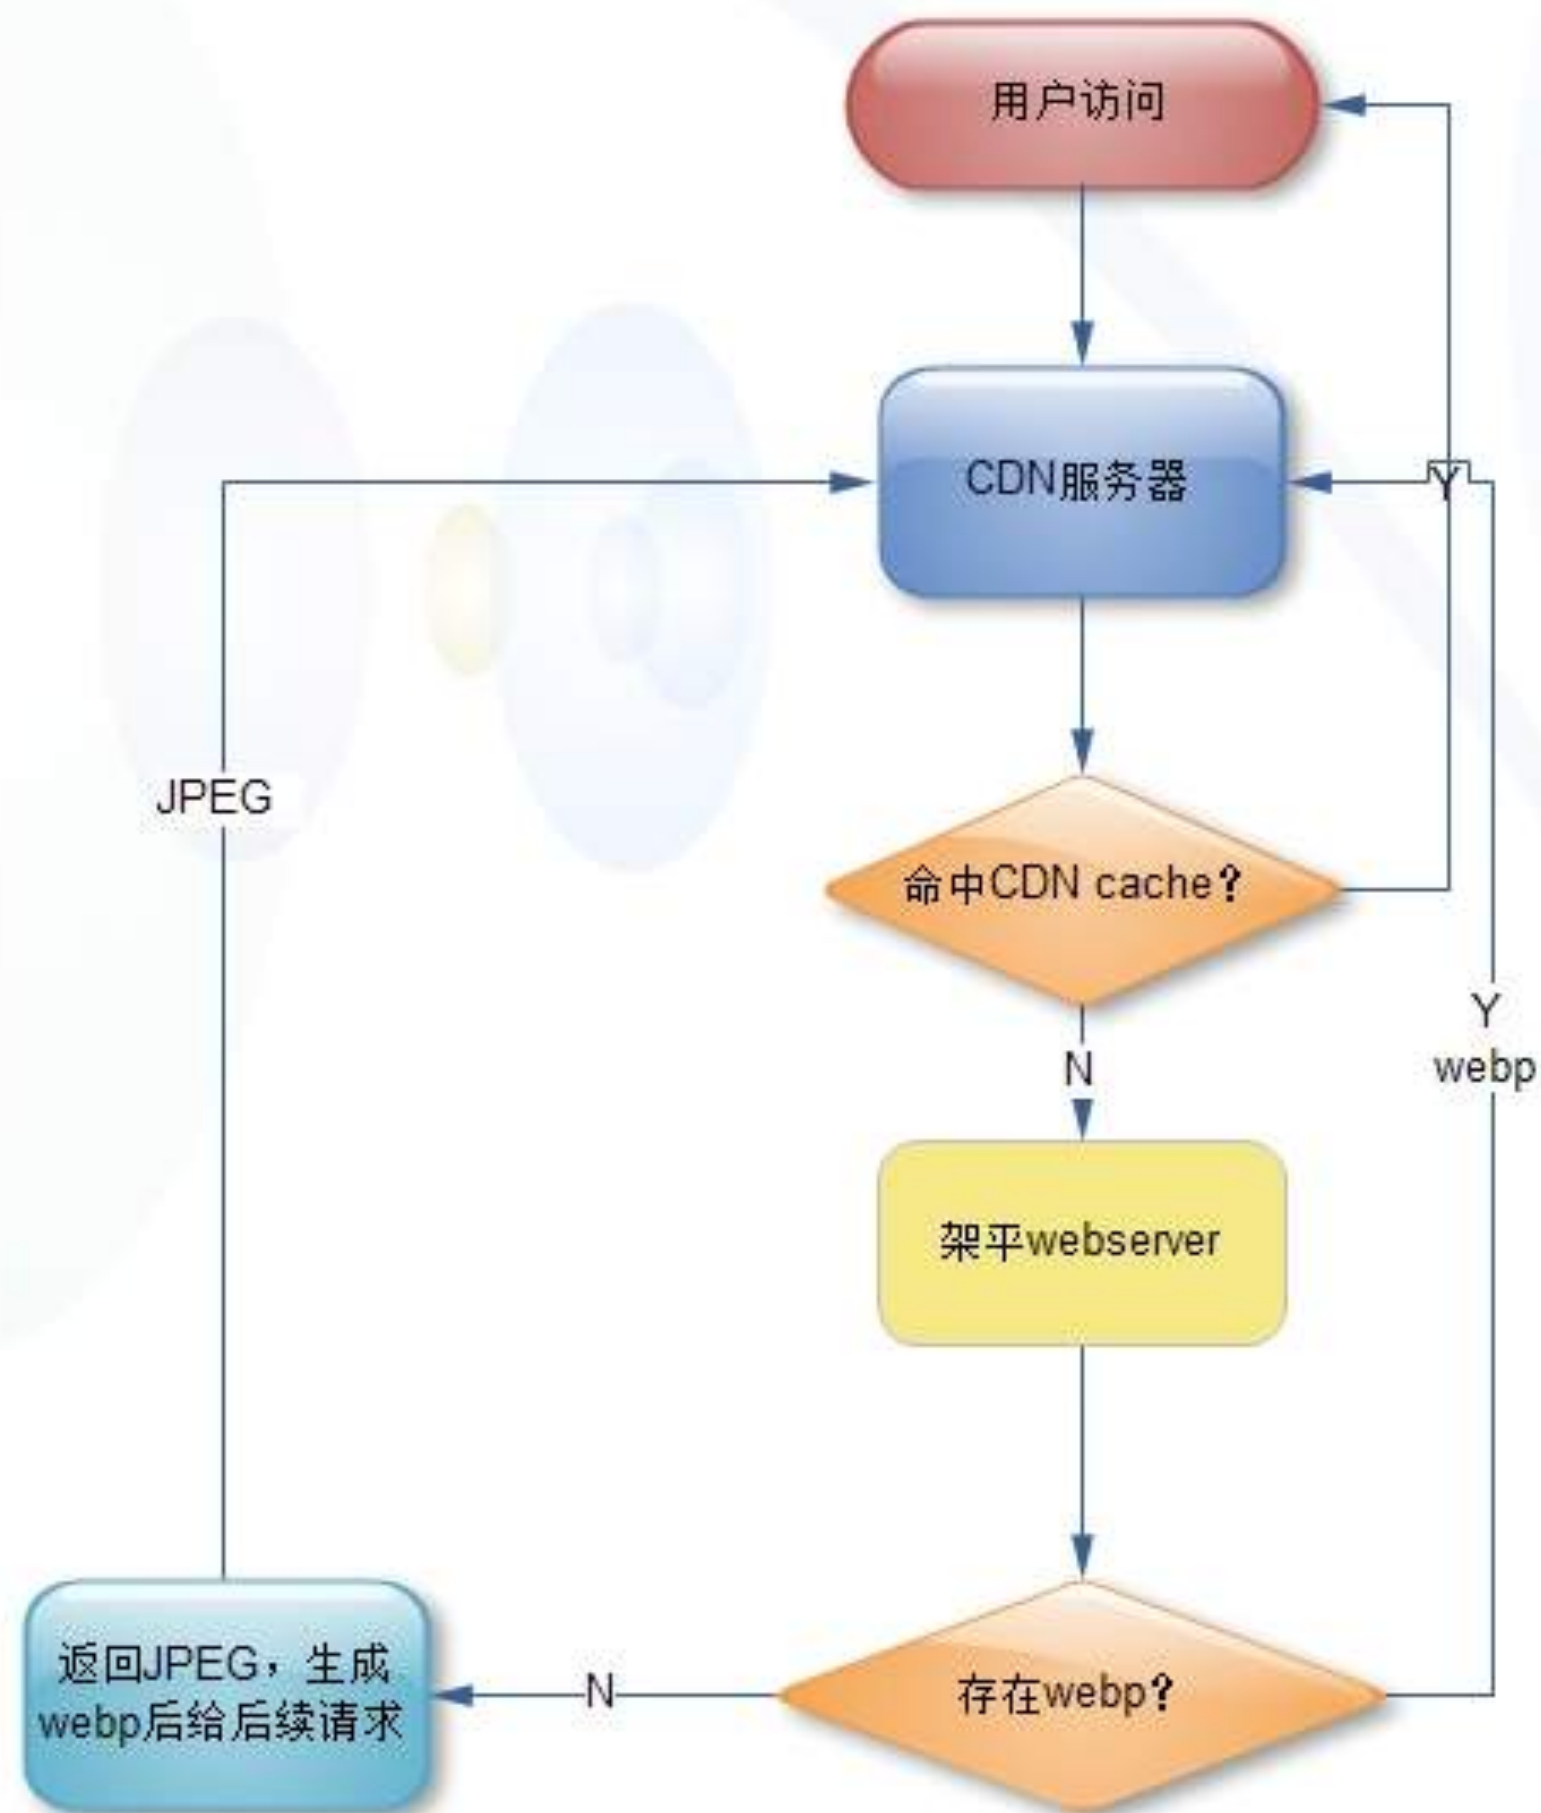 用户访问
CDN服务器
Y
JPEG
命中CDN cache?
Y
webp
N
架平webserver
返回JPEG，生成
webp后给后续请求
N
存在webp?